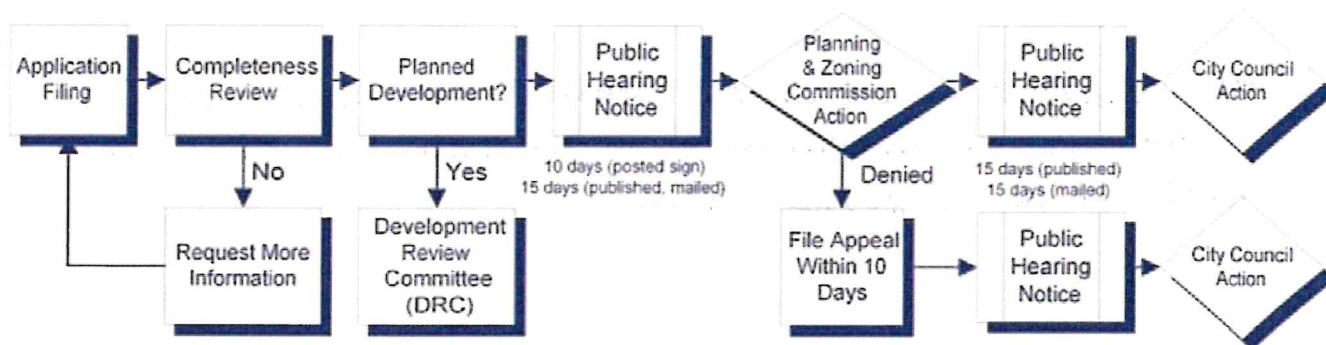 Application
Filing
Completeness
Review
Planned
Development?
Public
Hearing
Notice
Planning
& Zoning
Commission
Action
Public
Hearing
Notice
City Council
Action
No
Yes
10 days (posted sign)
15 days (published, mailed)
Denied
15 days (published)
15 days (mailed)
Request More
Information
Development
Review
Committee
(DRC)
File Appeal
Within 10
Days
Public
Hearing
Notice
City Council
Action